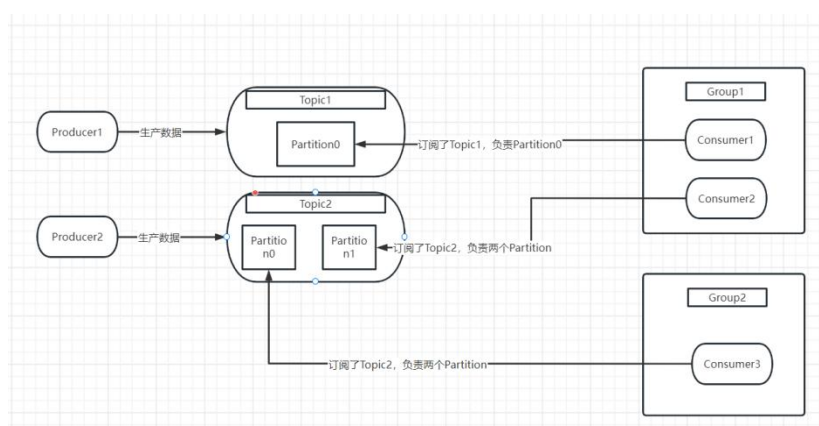 Topic1
Group1
Producer1
生产数据
Partition0
订阅了Topic1，负责Partition0
Consumer1
Topic2
Consumer2
Producer2
生产数据
Partitio
n0
Partitio
n1
订阅了Topic2，负责两个Partition
Group2
订阅了Topic2，负责两个Partition
Consumer3